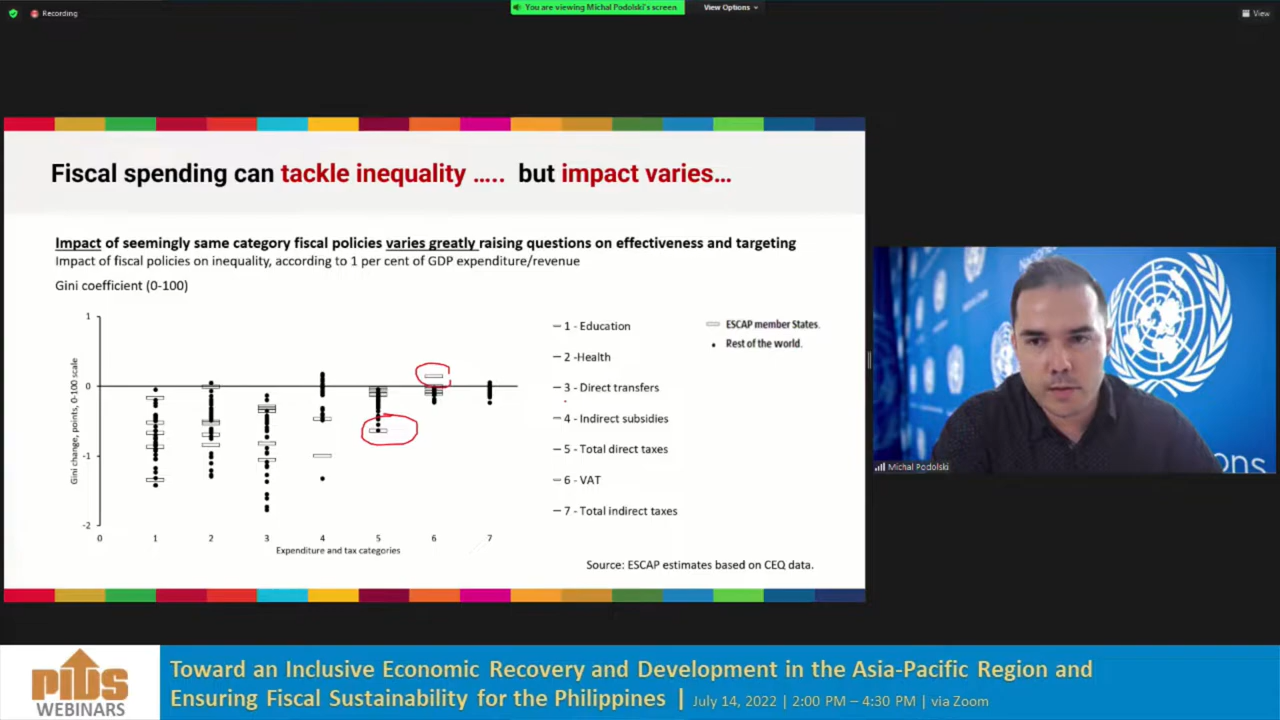 Recording
You are viewing Michal Podolski's screen
View Options
View
Fiscal spending can tackle inequality ..... but impact varies...
Impact of seemingly same category fiscal policies varies greatly raising questions on effectiveness and targeting
Impact of fiscal policies on inequality, according to 1 per cent of GDP expenditure/revenue
Gini coefficient (0-100)
Gini change, points, 0-100 scale
1
0
-1
-2
0 1 2 3 4 5 6 7
Expenditure and tax categories
1 - Education
2 -Health
3 - Direct transfers
4 - Indirect subsidies
5 - Total direct taxes
6 - VAT
7 - Total indirect taxes
ESCAP member States.
Rest of the world.
Source: ESCAP estimates based on CEQ data.
Michal Podolski
PIDS
WEBINARS
Toward an Inclusive Economic Recovery and Development in the Asia-Pacific Region and
Ensuring Fiscal Sustainability for the Philippines | July 14, 2022 | 2:00 PM – 4:30 PM | via Zoom